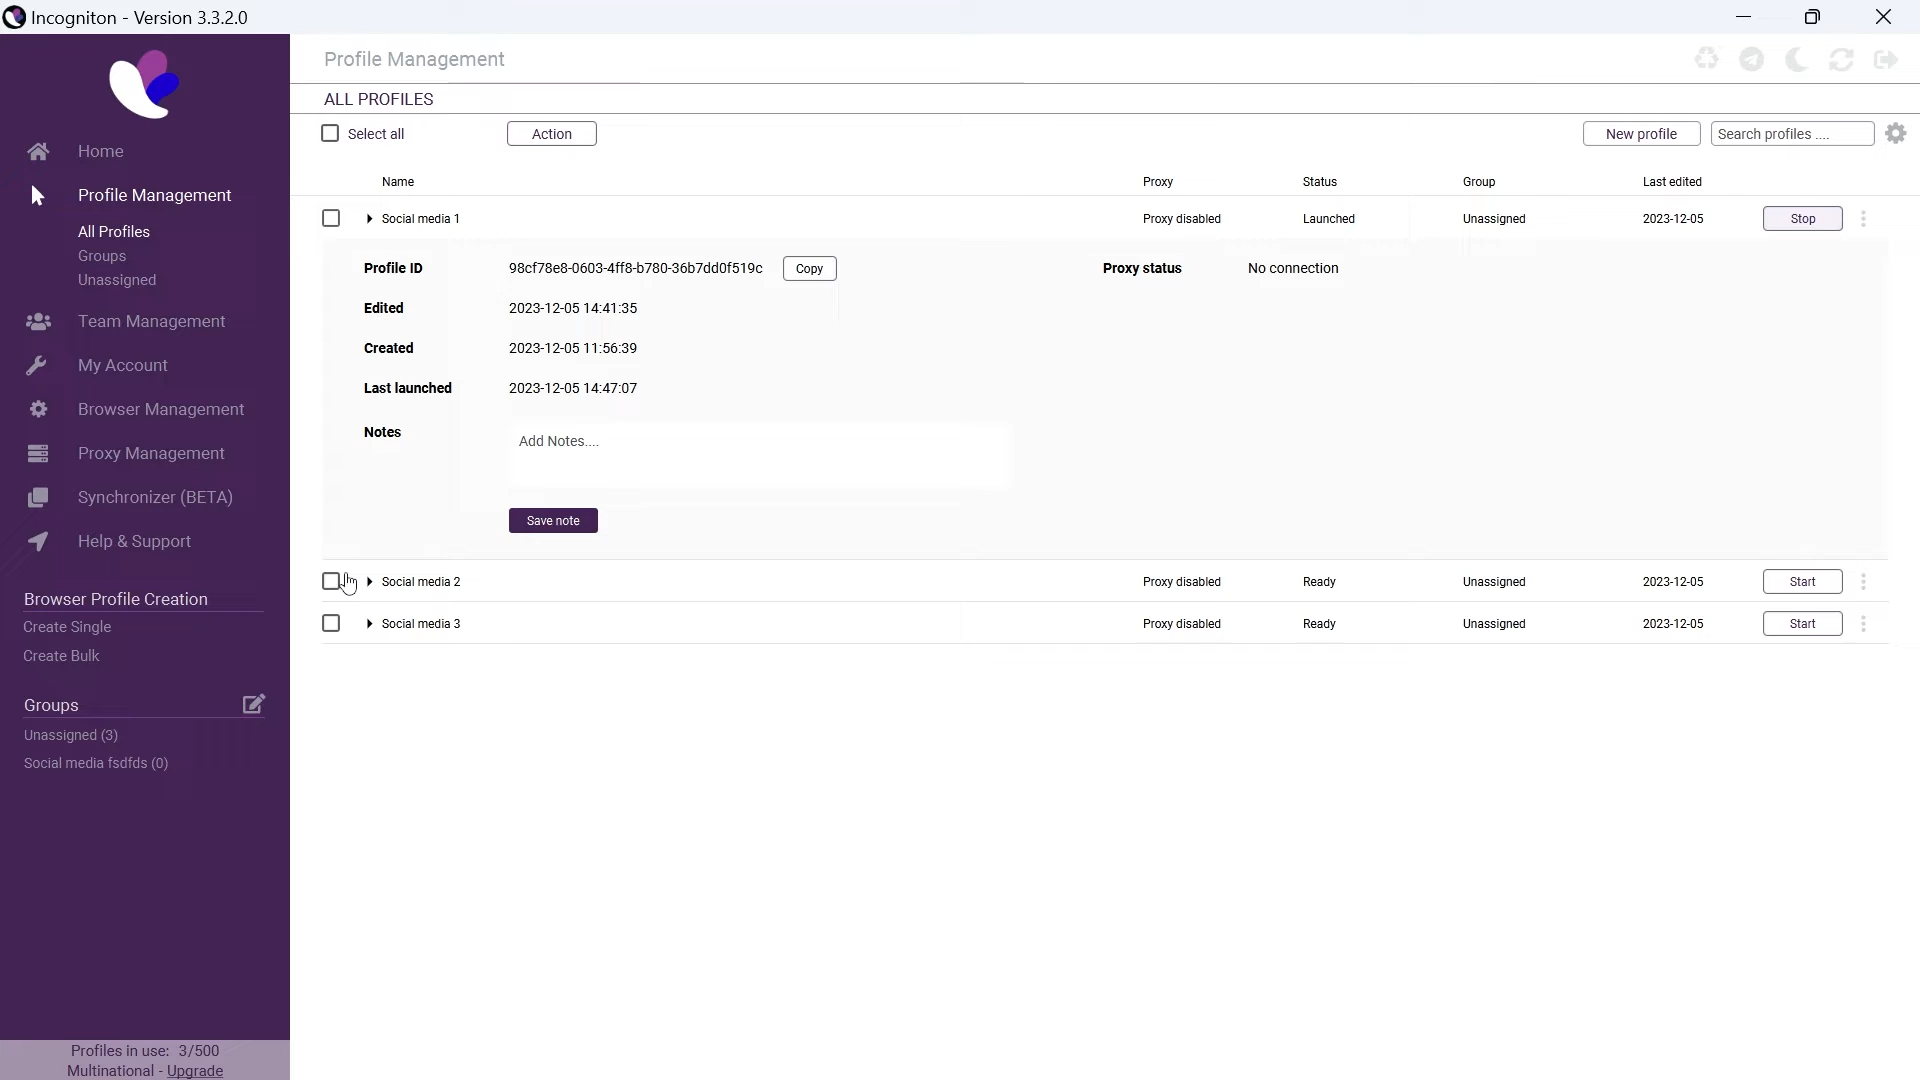 Incogniton - Version 3.3.2.0
Profile Management
ALL PROFILES
Select all
Action
New profile
Search profiles ....
Home
Profile Management
All Profiles
Groups
Unassigned
Team Management
My Account
Browser Management
Proxy Management
Synchronizer (BETA)
Help & Support
Browser Profile Creation
Create Single
Create Bulk
Groups
Unassigned (3)
Social media fsdfds (0)
Profiles in use: 3/500
Multinational - Upgrade
Name Proxy Status Group Last edited
Social media 1 Proxy disabled Launched Unassigned 2023-12-05 Stop
Profile ID 98cf78e8-0603-4ff8-b780-36b7dd0f519c Copy Proxy status No connection
Edited 2023-12-05 14:41:35
Created 2023-12-05 11:56:39
Last launched 2023-12-05 14:47:07
Notes Add Notes....
Save note
Social media 2 Proxy disabled Ready Unassigned 2023-12-05 Start
Social media 3 Proxy disabled Ready Unassigned 2023-12-05 Start